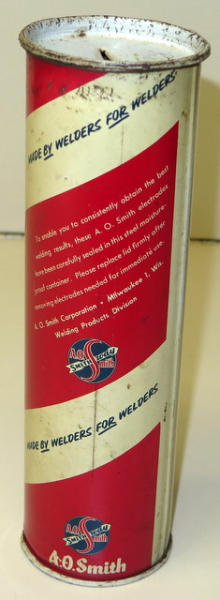 MADE BY WELDERS FOR WELDERS
To enable you to consistently obtain the best
welding results, these A. O. Smith electrodes
have been carefully sealed in this steel moisture-
proof container. Please replace lid firmly after
removing electrodes needed for immediate use.
A. O. Smith Corporation • Milwaukee 1, Wis.
Welding Products Division
A.O.
SMITH
Smith
MADE BY WELDERS FOR WELDERS
A.O.
SMITH
Smith
A.O.Smith